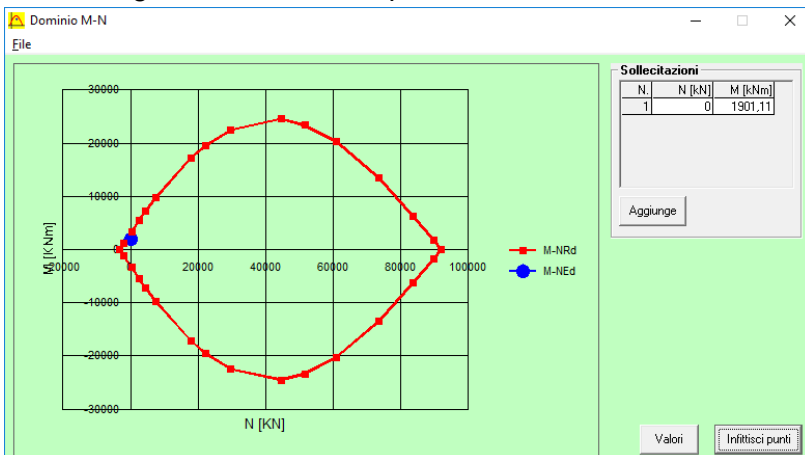 Dominio M-N
File
30000
20000
10000
0
-20000
20000
40000
60000
80000
100000
-10000
-20000
-30000
M [KNm]
N [KN]
M-NRd
M-NEd
Sollecitazioni
N. N [kN] M [kNm]
1 0 1901,11
Aggiunge
Valori
Infittisci punti